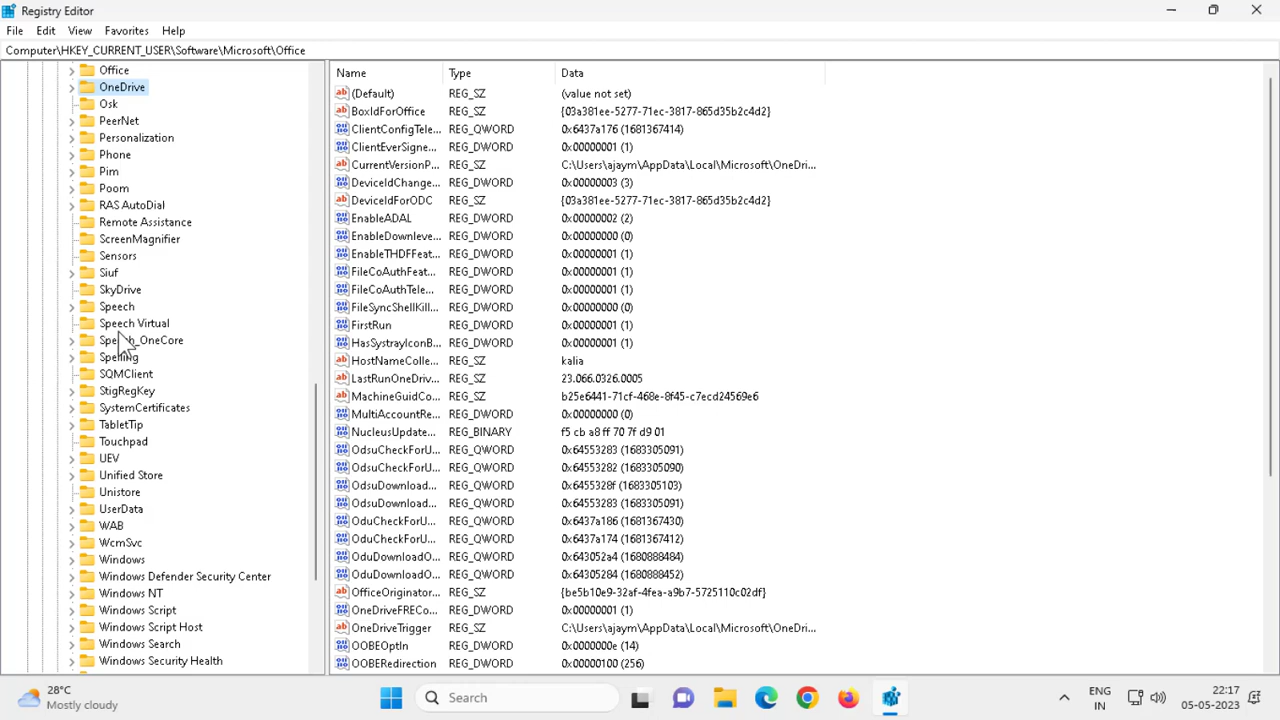 Registry Editor
File Edit View Favorites Help
Computer\HKEY_CURRENT_USER\Software\Microsoft\Office
Office
OneDrive
Osk
PeerNet
Personalization
Phone
Pim
Poom
RAS AutoDial
Remote Assistance
ScreenMagnifier
Sensors
Siuf
SkyDrive
Speech
Speech Virtual
Speech_OneCore
Spelling
SQMClient
StigRegKey
SystemCertificates
TabletTip
Touchpad
UEV
Unified Store
Unistore
UserData
WAB
WcmSvc
Windows
Windows Defender Security Center
Windows NT
Windows Script
Windows Script Host
Windows Search
Windows Security Health
Name Type Data
(Default) REG_SZ (value not set)
BoxIdForOffice REG_SZ {03a381ee-5277-71ec-3817-865d35b2c4d2}
ClientConfigTele... REG_QWORD 0x6437a176 (1681367414)
ClientEverSigne... REG_DWORD 0x00000001 (1)
CurrentVersionP... REG_SZ C:\Users\ajaym\AppData\Local\Microsoft\OneDri...
DeviceIdChange... REG_DWORD 0x00000003 (3)
DeviceIdForODC REG_SZ {03a381ee-5277-71ec-3817-865d35b2c4d2}
EnableADAL REG_DWORD 0x00000002 (2)
EnableDownleve... REG_DWORD 0x00000000 (0)
EnableTHDFFeat... REG_DWORD 0x00000001 (1)
FileCoAuthFeat... REG_DWORD 0x00000001 (1)
FileCoAuthTele... REG_DWORD 0x00000001 (1)
FileSyncShellKill... REG_DWORD 0x00000000 (0)
FirstRun REG_DWORD 0x00000001 (1)
HasSystrayIconB... REG_DWORD 0x00000001 (1)
HostNameColle... REG_SZ kalia
LastRunOneDriv... REG_SZ 23.066.0326.0005
MachineGuidCo... REG_SZ b25e6441-71cf-468e-8f45-c7ecd24569e6
MultiAccountRe... REG_DWORD 0x00000000 (0)
NucleusUpdate... REG_BINARY f5 cb a8 ff 70 7f d9 01
OdsuCheckForU... REG_QWORD 0x64553283 (1683305091)
OdsuCheckForU... REG_QWORD 0x64553282 (1683305090)
OdsuDownload... REG_QWORD 0x6455328f (1683305103)
OdsuDownload... REG_QWORD 0x64553283 (1683305091)
OduCheckForU... REG_QWORD 0x6437a186 (1681367430)
OduCheckForU... REG_QWORD 0x6437a174 (1681367412)
OduDownloadO... REG_QWORD 0x643052a4 (1680888484)
OduDownloadO... REG_QWORD 0x64305284 (1680888452)
OfficeOriginator... REG_SZ {be5b10e9-32af-4fea-a9b7-5725110c02df}
OneDriveFRECo... REG_DWORD 0x00000001 (1)
OneDriveTrigger REG_SZ C:\Users\ajaym\AppData\Local\Microsoft\OneDri...
OOBEOptIn REG_DWORD 0x0000000e (14)
OOBERedirection REG_DWORD 0x00000100 (256)
28°C
Mostly cloudy
Search
ENG
IN
22:17
05-05-2023